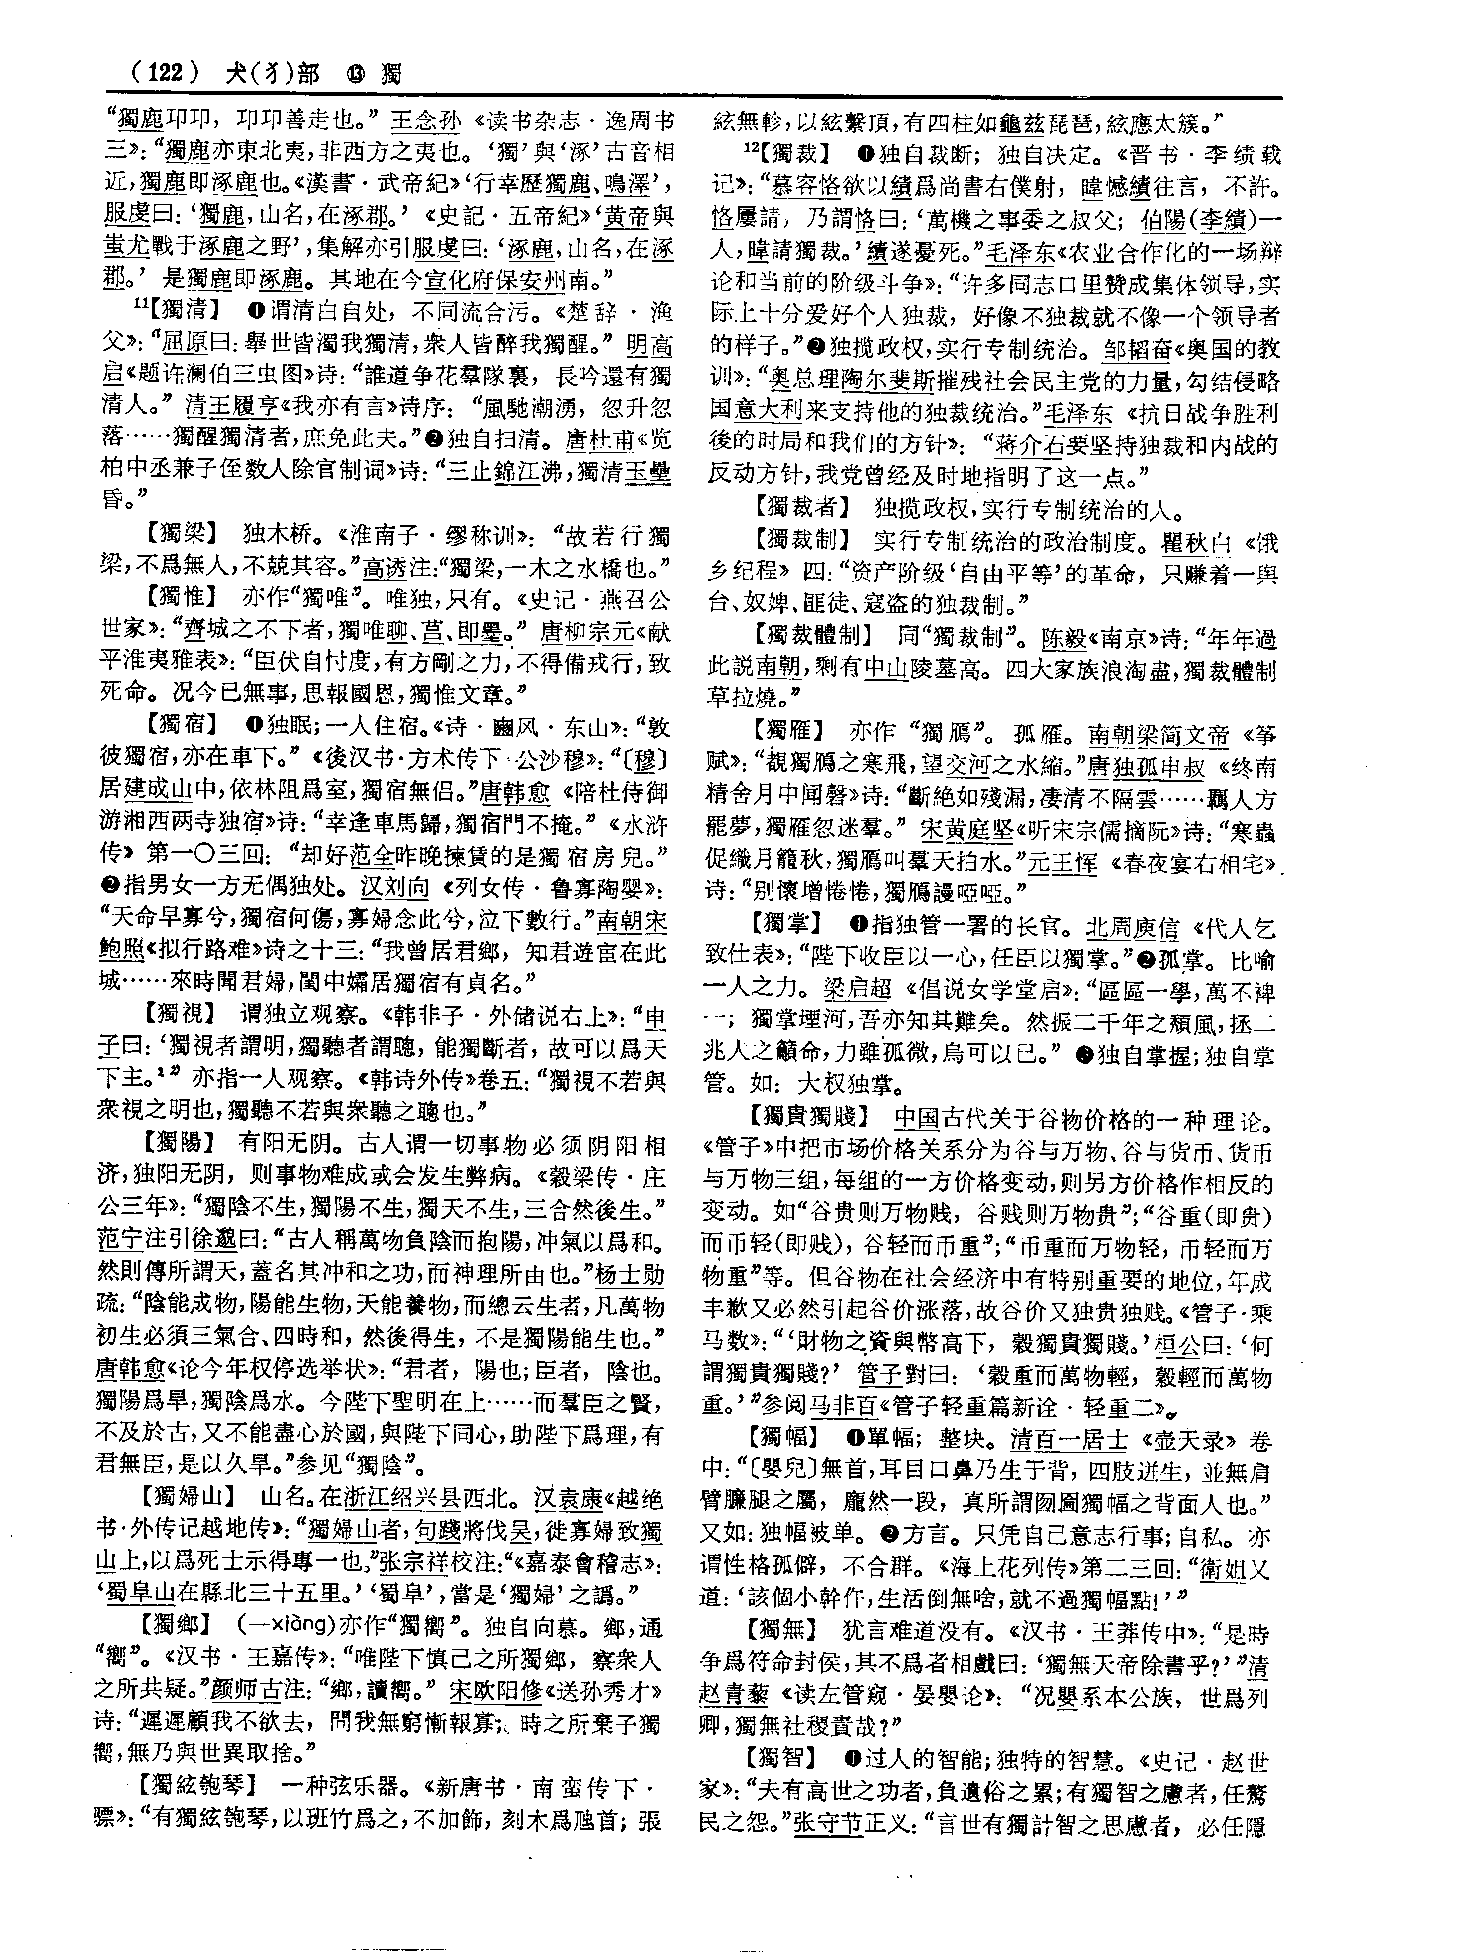 (122) 犬(犭)部 ⓭ 獨
“獨鹿卭卭，卭卭善走也。”王念孙《读书杂志·逸周书
三》：“獨鹿亦東北夷，非西方之夷也。‘獨’與‘涿’古音相
近，獨鹿即涿鹿也。《漢書·武帝紀》‘行幸歷獨鹿、鳴澤’，
服虔曰：‘獨鹿，山名，在涿郡。’《史記·五帝紀》‘黄帝與
蚩尤戰于涿鹿之野’，集解亦引服虔曰：‘涿鹿，山名，在涿
郡。’是獨鹿即涿鹿。其地在今宣化府保安州南。”
11【獨清】 ❶谓清白自处，不同流合污。《楚辞·渔
父》：“屈原曰：舉世皆濁我獨清，衆人皆醉我獨醒。”明高
启《题许澜伯三虫图》诗：“誰道争花羣隊裏，長吟還有獨
清人。”清王履亨《我亦有言》诗序：“風馳潮湧，忽升忽
落……獨醒獨清者，庶免此夫。”❷独自扫清。唐杜甫《览
柏中丞兼子侄数人除官制词》诗：“三止錦江沸，獨清玉壘
昏。”
【獨梁】 独木桥。《淮南子·缪称训》：“故若行獨
梁，不爲無人，不兢其容。”高诱注：“獨梁，一木之水橋也。”
【獨惟】 亦作“獨唯”。唯独，只有。《史记·燕召公
世家》：“齊城之不下者，獨唯聊、莒、即墨。”唐柳宗元《献
平淮夷雅表》：“臣伏自忖度，有方剛之力，不得備戎行，致
死命。况今已無事，思報國恩，獨惟文章。”
【獨宿】 ❶独眠；一人住宿。《诗·豳风·东山》：“敦
彼獨宿，亦在車下。”《後汉书·方术传下·公沙穆》：“〔穆〕
居建成山中，依林阻爲室，獨宿無侣。”唐韩愈《陪杜侍御
游湘西两寺独宿》诗：“幸逢車馬歸，獨宿門不掩。”《水浒
传》第一〇三回：“却好范全昨晚揀賃的是獨宿房兒。”
❷指男女一方无偶独处。汉刘向《列女传·鲁寡陶婴》：
“天命早寡兮，獨宿何傷，寡婦念此兮，泣下數行。”南朝宋
鲍照《拟行路难》诗之十三：“我曾居君鄉，知君遊宦在此
城……來時聞君婦，閨中孀居獨宿有貞名。”
【獨視】 谓独立观察。《韩非子·外储说右上》：“申
子曰：‘獨視者謂明，獨聽者謂聰，能獨斷者，故可以爲天
下主。’”亦指一人观察。《韩诗外传》卷五：“獨視不若與
衆視之明也，獨聽不若與衆聽之聰也。”
【獨陽】 有阳无阴。古人谓一切事物必须阴阳相
济，独阳无阴，则事物难成或会发生弊病。《穀梁传·庄
公三年》：“獨陰不生，獨陽不生，獨天不生，三合然後生。”
范宁注引徐邈曰：“古人稱萬物負陰而抱陽，冲氣以爲和。
然則傳所謂天，蓋名其冲和之功，而神理所由也。”杨士勋
疏：“陰能成物，陽能生物，天能養物，而總云生者，凡萬物
初生必須三氣合、四時和，然後得生，不是獨陽能生也。”
唐韩愈《论今年权停选举状》：“君者，陽也；臣者，陰也。
獨陽爲旱，獨陰爲水。今陛下聖明在上……而羣臣之賢，
不及於古，又不能盡心於國，與陛下同心，助陛下爲理，有
君無臣，是以久旱。”参见“獨陰”。
【獨婦山】 山名。在浙江绍兴县西北。汉袁康《越绝
书·外传记越地传》：“獨婦山者，句踐將伐吴，徙寡婦致獨
山上，以爲死士示得專一也。”张宗祥校注：“《嘉泰會稽志》：
‘蜀阜山在縣北三十五里。’‘蜀阜’，當是‘獨婦’之譌。”
【獨鄉】 (—xiàng)亦作“獨嚮”。独自向慕。鄉，通
“嚮”。《汉书·王嘉传》：“唯陛下慎己之所獨鄉，察衆人
之所共疑。”颜师古注：“鄉，讀嚮。”宋欧阳修《送孙秀才》
诗：“遲遲顧我不欲去，問我無窮慚報寡；時之所棄子獨
嚮，無乃與世異取捨。”
【獨絃匏琴】 一种弦乐器。《新唐书·南蛮传下·
骠》：“有獨絃匏琴，以班竹爲之，不加飾，刻木爲虺首；張
絃無軫，以絃繫頂，有四柱如龜兹琵琶，絃應太簇。”
12【獨裁】 ❶独自裁断；独自决定。《晋书·李绩载
记》：“慕容恪欲以績爲尚書右僕射，暐憾績往言，不許。
恪屢請，乃謂恪曰：‘萬機之事委之叔父；伯陽(李績)一
人，暐請獨裁。’績遂憂死。”毛泽东《农业合作化的一场辩
论和当前的阶级斗争》：“许多同志口里赞成集体领导，实
际上十分爱好个人独裁，好像不独裁就不像一个领导者
的样子。”❷独揽政权，实行专制统治。邹韬奋《奥国的教
训》：“奥总理陶尔斐斯摧残社会民主党的力量，勾结侵略
国意大利来支持他的独裁统治。”毛泽东《抗日战争胜利
後的时局和我们的方针》：“蒋介石要坚持独裁和内战的
反动方针，我党曾经及时地指明了这一点。”
【獨裁者】 独揽政权，实行专制统治的人。
【獨裁制】 实行专制统治的政治制度。瞿秋白《饿
乡纪程》四：“资产阶级‘自由平等’的革命，只赚着一舆
台、奴婢、匪徒、寇盗的独裁制。”
【獨裁體制】 同“獨裁制”。陈毅《南京》诗：“年年過
此説南朝，剩有中山陵墓高。四大家族浪淘盡，獨裁體制
草拉燒。”
【獨雁】 亦作“獨鴈”。孤雁。南朝梁简文帝《筝
赋》：“覩獨鴈之寒飛，望交河之水縮。”唐独孤申叔《终南
精舍月中闻磬》诗：“斷絶如殘漏，凄清不隔雲……羈人方
罷夢，獨雁忽迷羣。”宋黄庭坚《听宋宗儒摘阮》诗：“寒蟲
促織月籠秋，獨鴈叫羣天拍水。”元王恽《春夜宴右相宅》
诗：“别懷增惓惓，獨鴈謾啞啞。”
【獨掌】 ❶指独管一署的长官。北周庾信《代人乞
致仕表》：“陛下收臣以一心，任臣以獨掌。”❷孤掌。比喻
一人之力。梁启超《倡说女学堂启》：“區區一學，萬不裨
一；獨掌堙河，吾亦知其難矣。然振二千年之頽風，拯二
兆人之籲命，力雖孤微，烏可以已。”❸独自掌握；独自掌
管。如：大权独掌。
【獨貴獨賤】 中国古代关于谷物价格的一种理论。
《管子》中把市场价格关系分为谷与万物、谷与货币、货币
与万物三组，每组的一方价格变动，则另方价格作相反的
变动。如“谷贵则万物贱，谷贱则万物贵”；“谷重(即贵)
而币轻(即贱)，谷轻而币重”；“币重而万物轻，币轻而万
物重”等。但谷物在社会经济中有特别重要的地位，年成
丰歉又必然引起谷价涨落，故谷价又独贵独贱。《管子·乘
马数》：“‘財物之資與幣高下，穀獨貴獨賤。’桓公曰：‘何
謂獨貴獨賤？’管子對曰：‘穀重而萬物輕，穀輕而萬物
重。’”参阅马非百《管子轻重篇新诠·轻重二》。
【獨幅】 ❶單幅；整块。清百一居士《壶天录》卷
中：“〔嬰兒〕無首，耳目口鼻乃生于背，四肢迸生，並無肩
臂臁腿之屬，龐然一段，真所謂囫圇獨幅之背面人也。”
又如：独幅被单。❷方言。只凭自己意志行事；自私。亦
谓性格孤僻，不合群。《海上花列传》第二三回：“衛姐又
道：‘該個小幹仵，生活倒無啥，就不過獨幅點！’”
【獨無】 犹言难道没有。《汉书·王莽传中》：“是時
争爲符命封侯，其不爲者相戲曰：‘獨無天帝除書乎？’”清
赵青藜《读左管窥·晏婴论》：“况嬰系本公族，世爲列
卿，獨無社稷責哉？”
【獨智】 ❶过人的智能；独特的智慧。《史记·赵世
家》：“夫有高世之功者，負遺俗之累；有獨智之慮者，任驁
民之怨。”张守节正义：“言世有獨計智之思慮者，必任隱